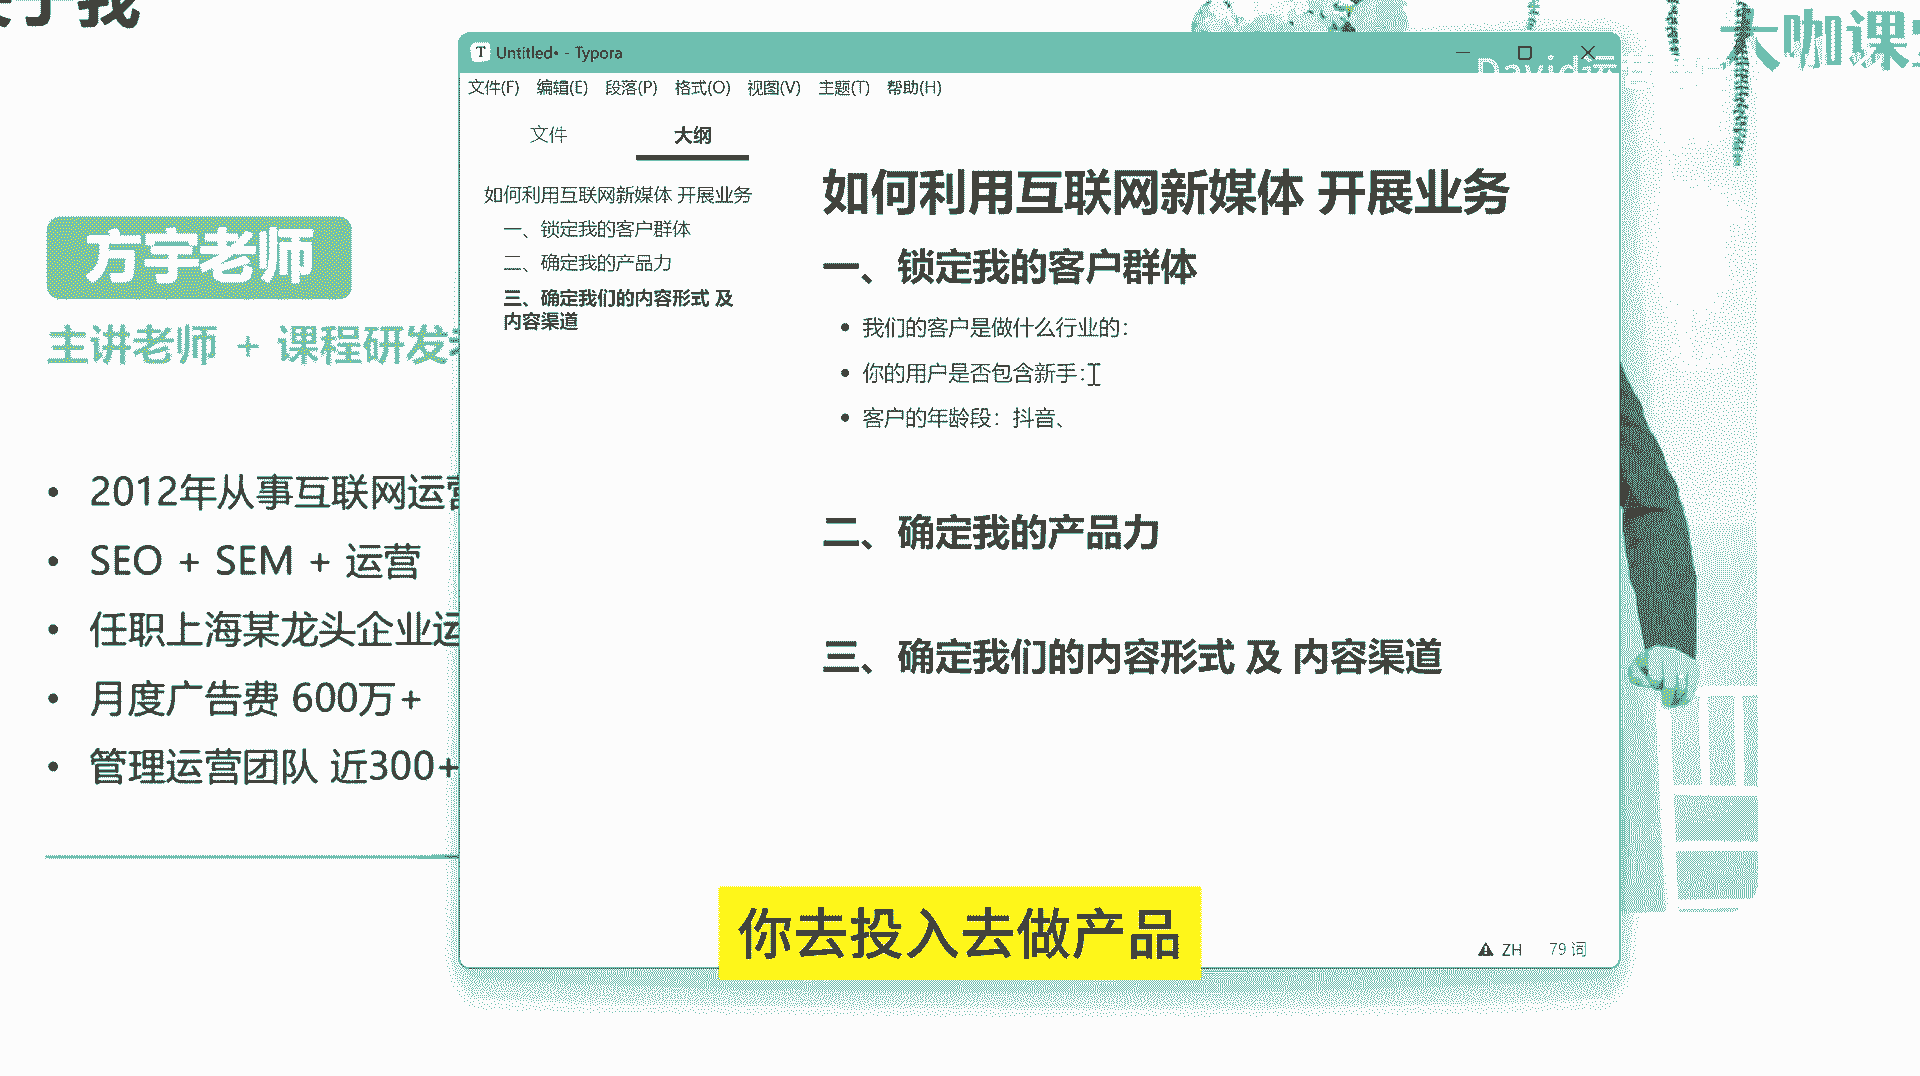 于我
大咖课堂
David
方宇老师
主讲老师 + 课程研发
• 2012年从事互联网运营
• SEO + SEM + 运营
• 任职上海某龙头企业运
• 月度广告费 600万+
• 管理运营团队 近300+
T Untitled• - Typora
文件(F) 编辑(E) 段落(P) 格式(O) 视图(V) 主题(T) 帮助(H)
文件 大纲
如何利用互联网新媒体 开展业务
一、锁定我的客户群体
二、确定我的产品力
三、确定我们的内容形式 及
内容渠道
如何利用互联网新媒体 开展业务
一、锁定我的客户群体
• 我们的客户是做什么行业的：
• 你的用户是否包含新手：
• 客户的年龄段：抖音、
二、确定我的产品力
三、确定我们的内容形式 及 内容渠道
ZH 79 词
你去投入去做产品